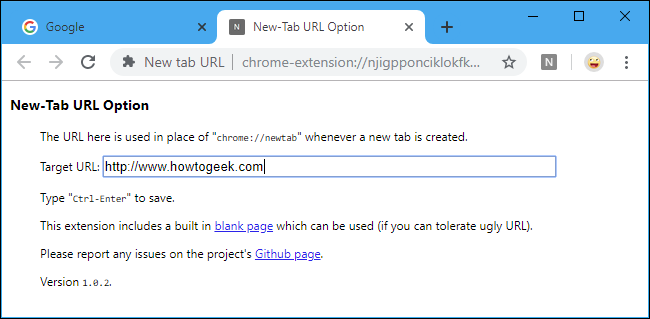 Google
N New-Tab URL Option
New tab URL chrome-extension://njigpponciklokfk... N
New-Tab URL Option
The URL here is used in place of "chrome://newtab" whenever a new tab is created.
Target URL: http://www.howtogeek.com
Type "Ctrl-Enter" to save.
This extension includes a built in blank page which can be used (if you can tolerate ugly URL).
Please report any issues on the project's Github page.
Version 1.0.2.